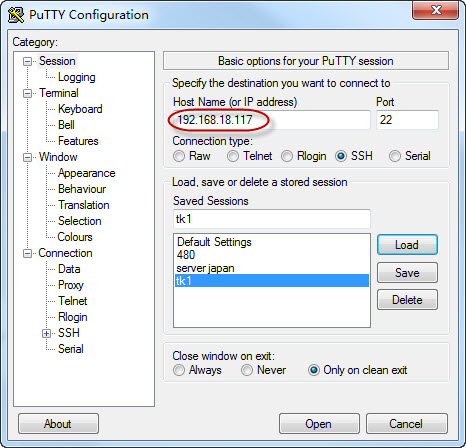 PuTTY Configuration
Category:
Session
Logging
Terminal
Keyboard
Bell
Features
Window
Appearance
Behaviour
Translation
Selection
Colours
Connection
Data
Proxy
Telnet
Rlogin
SSH
Serial
Basic options for your PuTTY session
Specify the destination you want to connect to
Host Name (or IP address) Port
192.168.18.117 22
Connection type:
Raw Telnet Rlogin SSH Serial
Load, save or delete a stored session
Saved Sessions
tk1
Default Settings
480
server japan
tk1
Load
Save
Delete
Close window on exit:
Always Never Only on clean exit
About Open Cancel